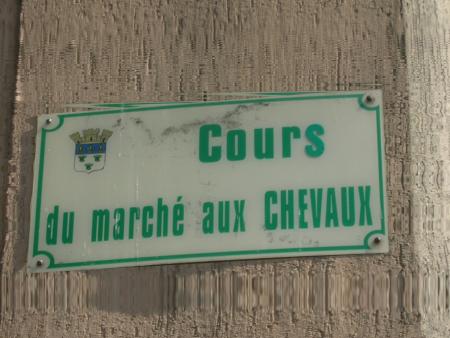 Cours
du marché aux CHEVAUX